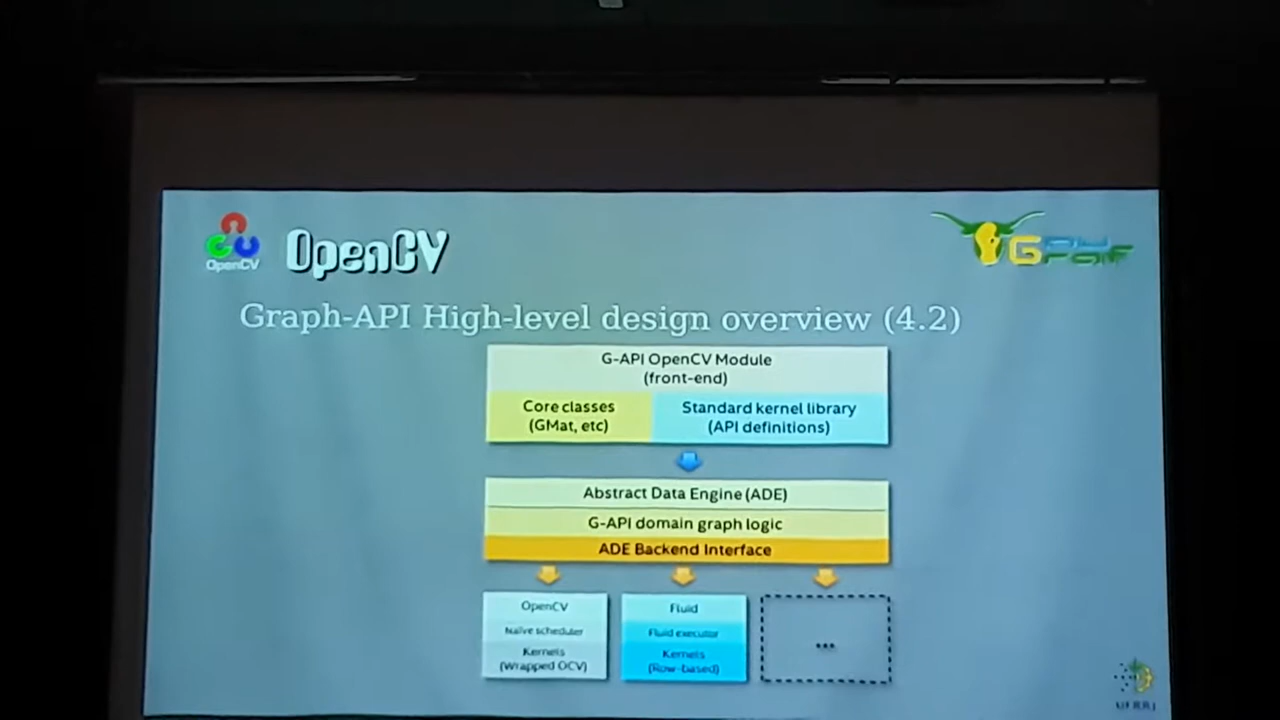 OpenCV
OpenCV
Graph-API High-level design overview (4.2)
G-API OpenCV Module
(front-end)
Core classes
(GMat, etc)
Standard kernel library
(API definitions)
Abstract Data Engine (ADE)
G-API domain graph logic
ADE Backend Interface
OpenCV
Naïve scheduler
Kernels
(Wrapped OCV)
Fluid
Fluid executor
Kernels
(Row-based)
...